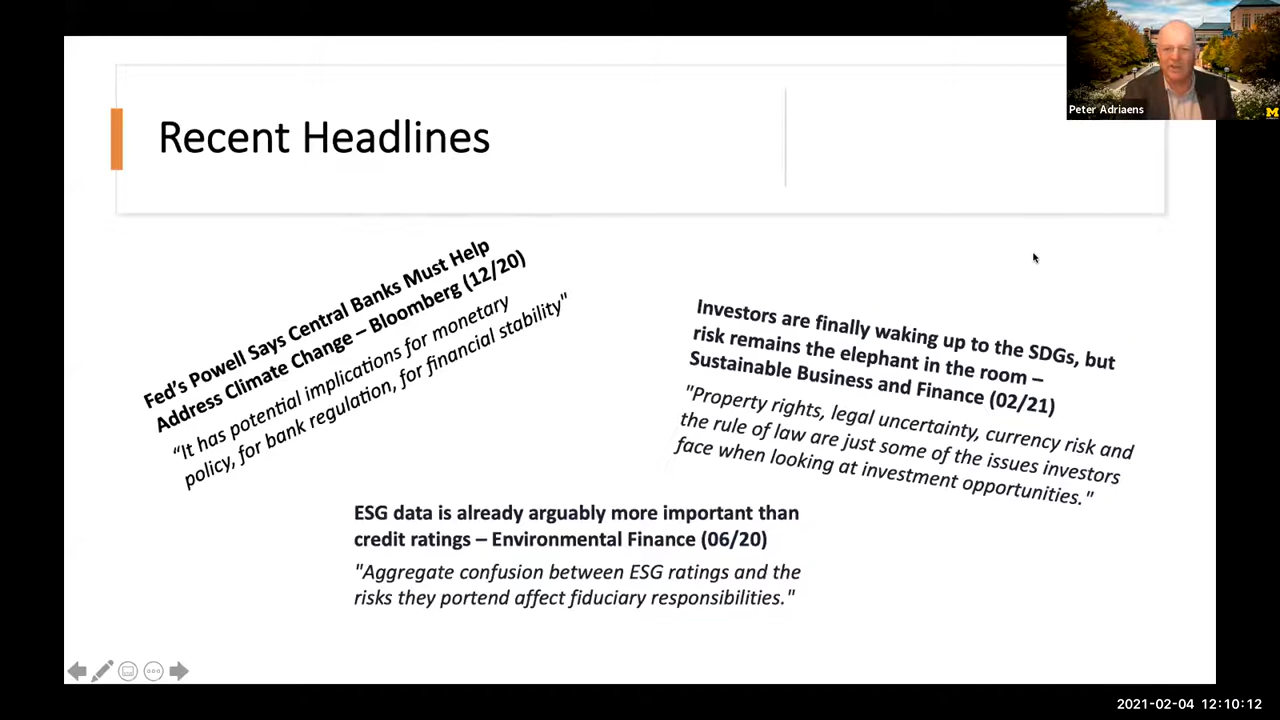 Peter Adriaens
M
Recent Headlines
Fed's Powell Says Central Banks Must Help
Address Climate Change – Bloomberg (12/20)
“It has potential implications for monetary
policy, for bank regulation, for financial stability"
Investors are finally waking up to the SDGs, but
risk remains the elephant in the room –
Sustainable Business and Finance (02/21)
"Property rights, legal uncertainty, currency risk and
the rule of law are just some of the issues investors
face when looking at investment opportunities."
ESG data is already arguably more important than
credit ratings – Environmental Finance (06/20)
"Aggregate confusion between ESG ratings and the
risks they portend affect fiduciary responsibilities."
2021-02-04 12:10:12